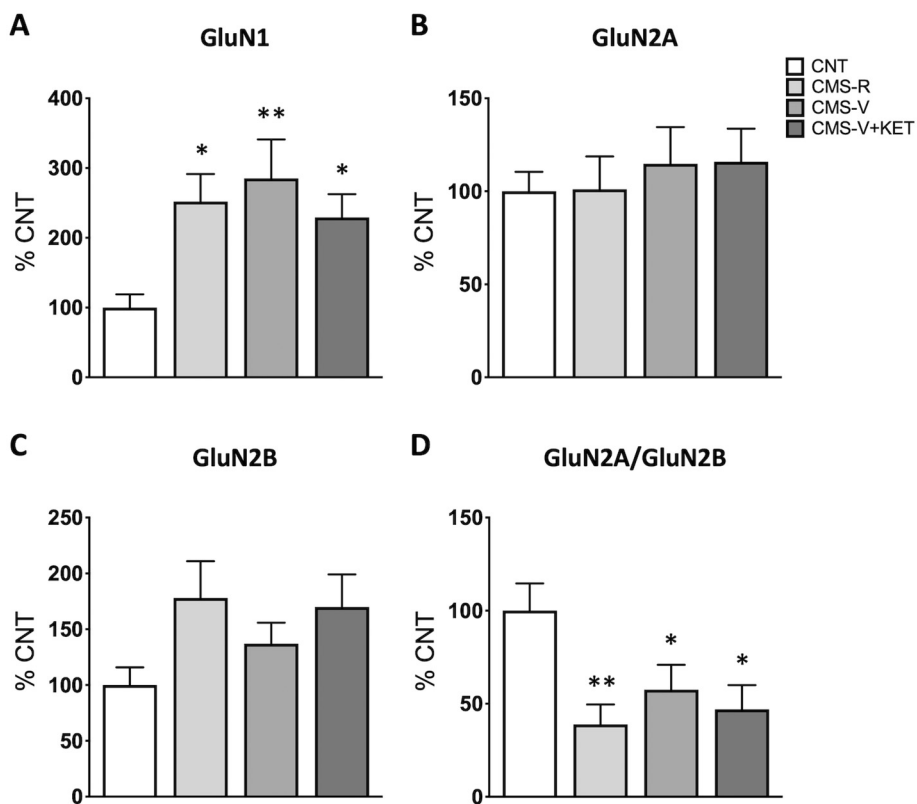 A
GluN1
% CNT
400
300
200
100
0
*
**
*
B
GluN2A
% CNT
150
100
50
0
CNT
CMS-R
CMS-V
CMS-V+KET
C
GluN2B
% CNT
250
200
150
100
50
0
D
GluN2A/GluN2B
% CNT
150
100
50
0
**
*
*